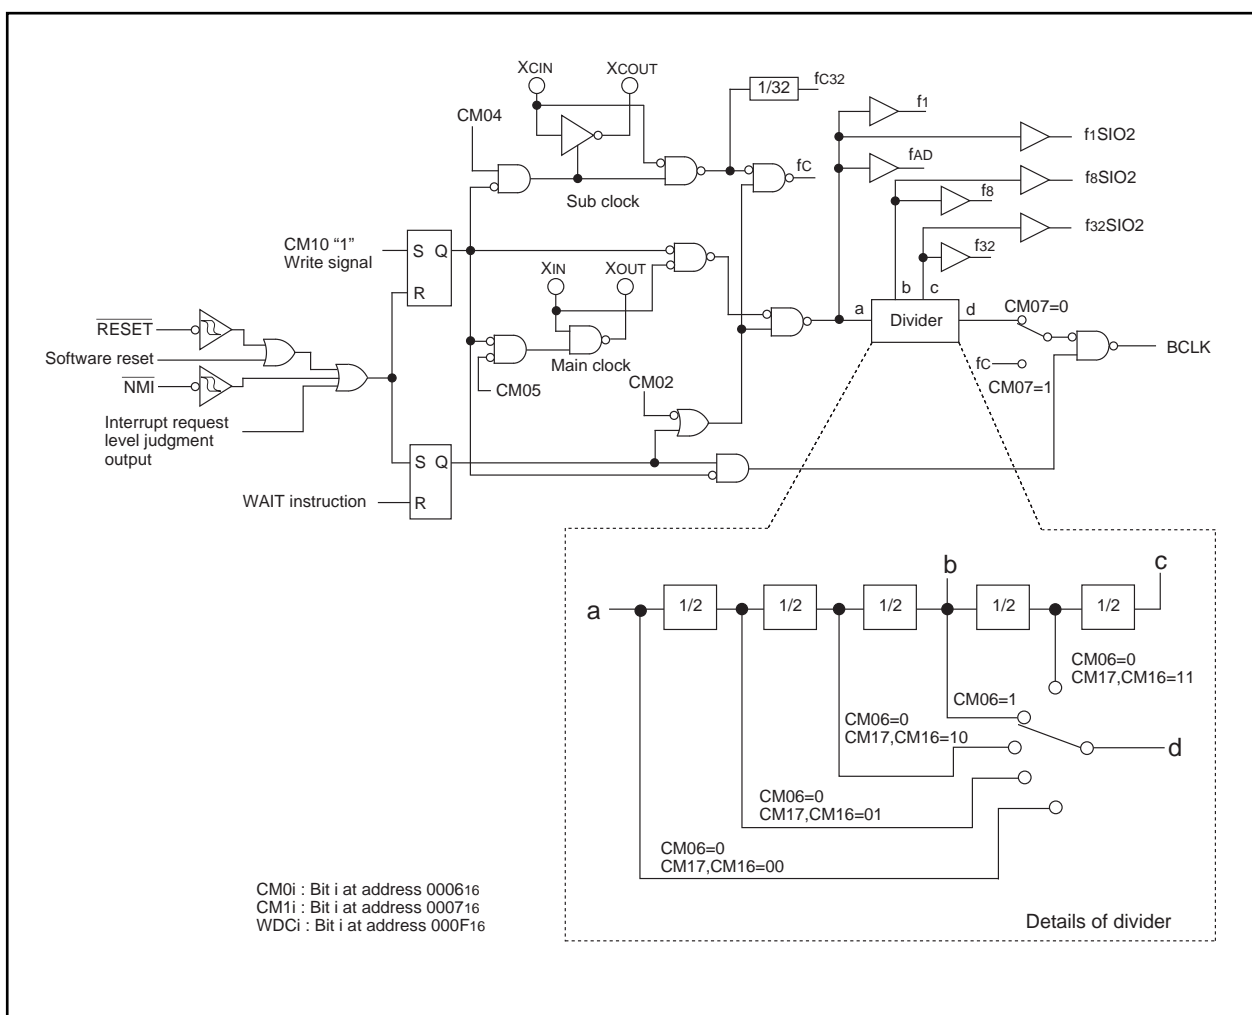 XCIN
XCOUT
1/32
fC32
f1
CM04
f1SIO2
fAD
fC
f8SIO2
f8
Sub clock
f32SIO2
CM10 “1”
Write signal
S Q
R
XIN
XOUT
f32
b
c
RESET
a
Divider
d
CM07=0
Software reset
Main clock
BCLK
fC
CM07=1
NMI
CM05
CM02
Interrupt request
level judgment
output
S Q
R
WAIT instruction
b
c
a
1/2
1/2
1/2
1/2
1/2
CM06=0
CM17,CM16=11
CM06=1
CM06=0
CM17,CM16=10
d
CM06=0
CM17,CM16=01
CM06=0
CM17,CM16=00
CM0i : Bit i at address 000616
CM1i : Bit i at address 000716
WDCi : Bit i at address 000F16
Details of divider